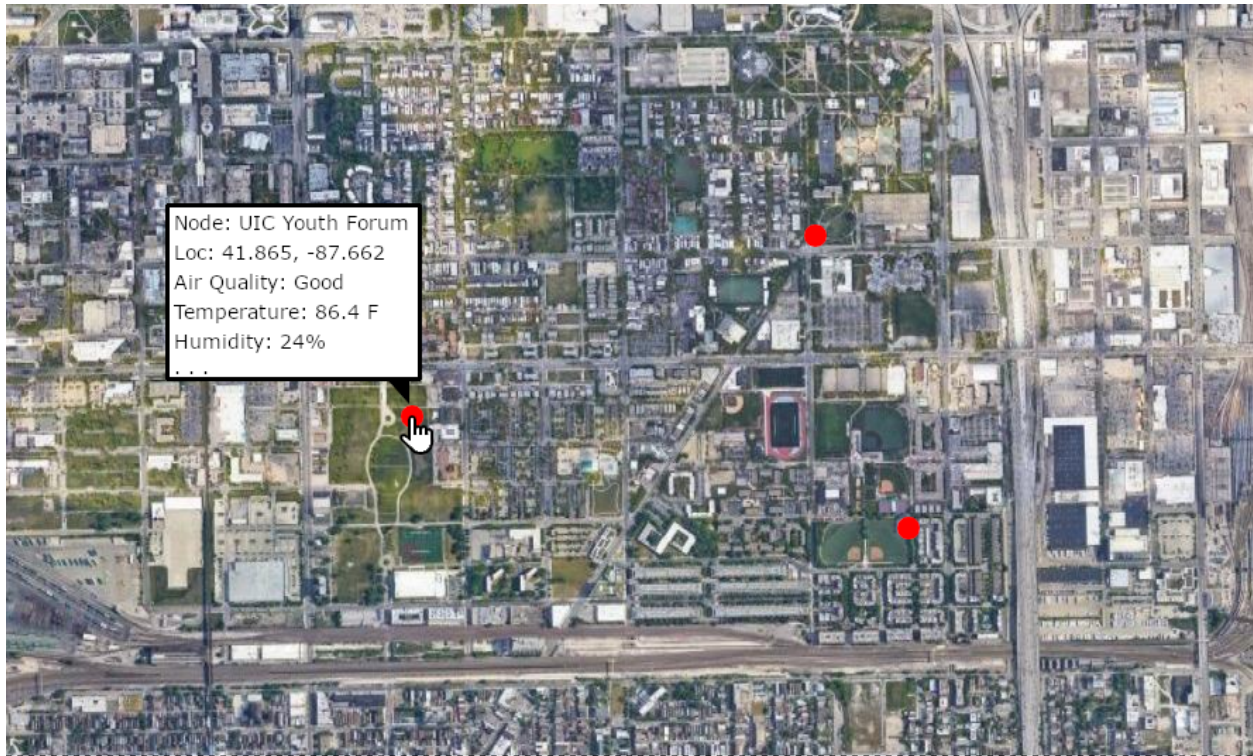 Node: UIC Youth Forum
Loc: 41.865, -87.662
Air Quality: Good
Temperature: 86.4 F
Humidity: 24%
. . .